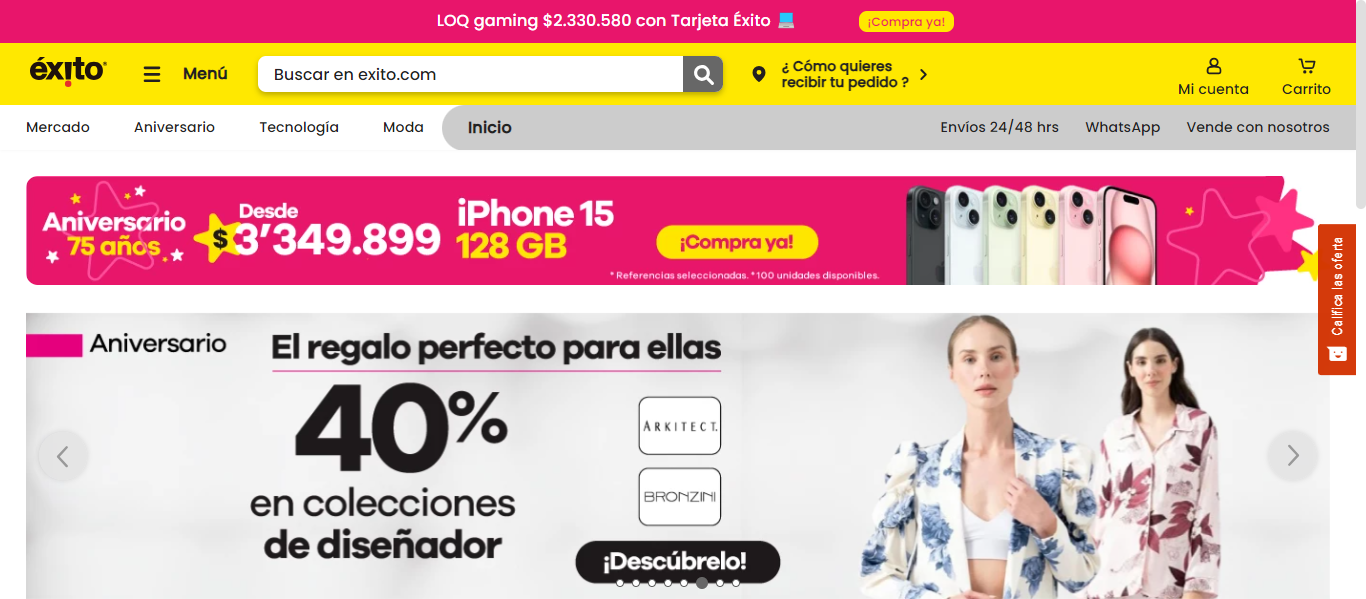 LOQ gaming $2.330.580 con Tarjeta Éxito
¡Compra ya!
éxito
Menú
Buscar en exito.com
¿ Cómo quieres
recibir tu pedido ?
Mi cuenta
Carrito
Mercado
Aniversario
Tecnología
Moda
Inicio
Envíos 24/48 hrs
WhatsApp
Vende con nosotros
Aniversario
75 años
Desde
$3'349.899
iPhone 15
128 GB
¡Compra ya!
* Referencias seleccionadas. *100 unidades disponibles.
Califica las oferta
Aniversario
El regalo perfecto para ellas
40%
en colecciones
de diseñador
ARKITECT.
BRONZINI
¡Descúbrelo!